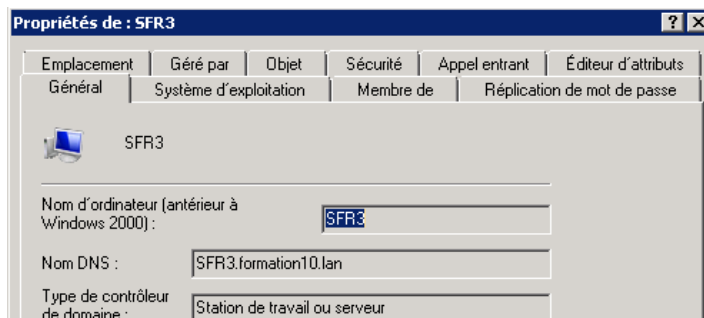 Propriétés de : SFR3
Emplacement Géré par Objet Sécurité Appel entrant Éditeur d'attributs
Général Système d'exploitation Membre de Réplication de mot de passe
SFR3
Nom d'ordinateur (antérieur à
Windows 2000) :
SFR3
Nom DNS : SFR3.formation10.lan
Type de contrôleur
de domaine : Station de travail ou serveur